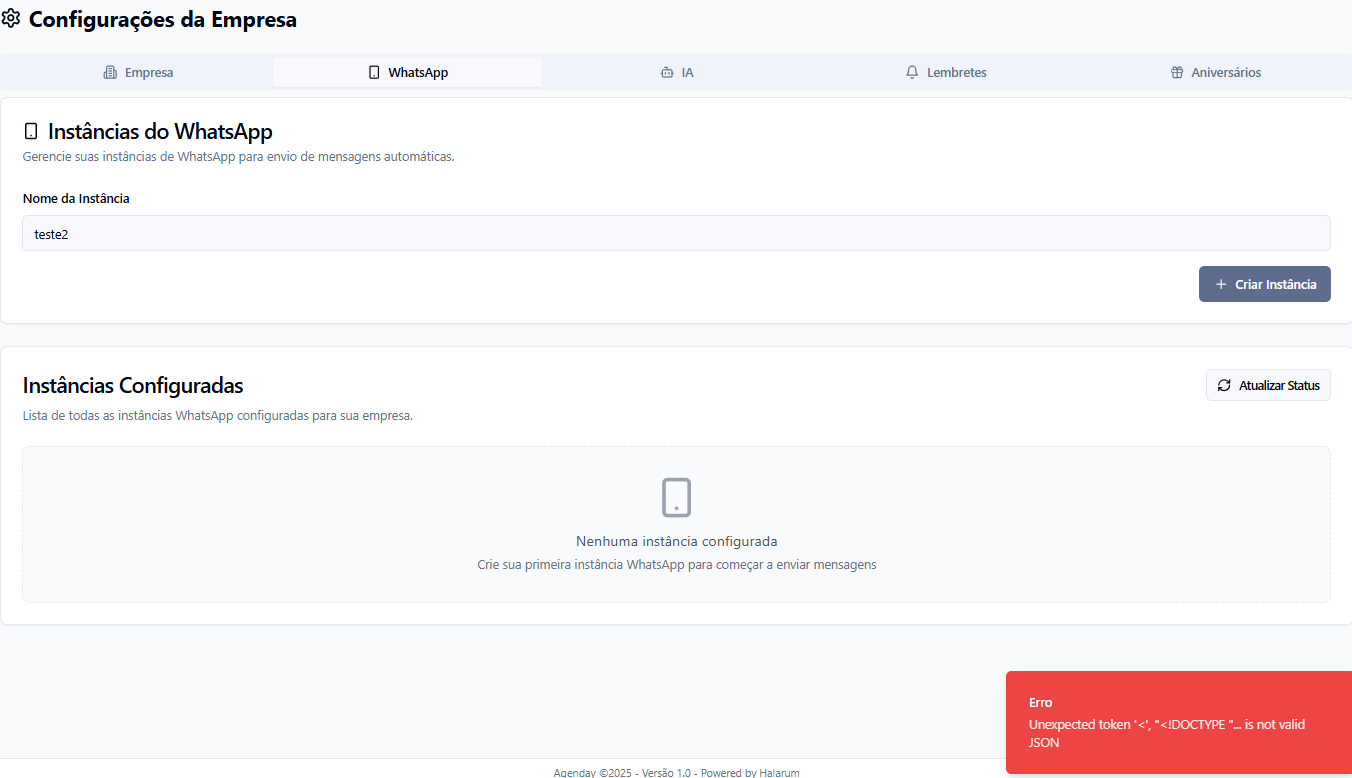 Configurações da Empresa
Empresa
WhatsApp
IA
Lembretes
Aniversários
Instâncias do WhatsApp
Gerencie suas instâncias de WhatsApp para envio de mensagens automáticas.
Nome da Instância
teste2
+ Criar Instância
Instâncias Configuradas
Atualizar Status
Lista de todas as instâncias WhatsApp configuradas para sua empresa.
Nenhuma instância configurada
Crie sua primeira instância WhatsApp para começar a enviar mensagens
Erro
Unexpected token '<', "<!DOCTYPE "... is not valid
JSON
Agenday ©2025 - Versão 1.0 - Powered by Halarum